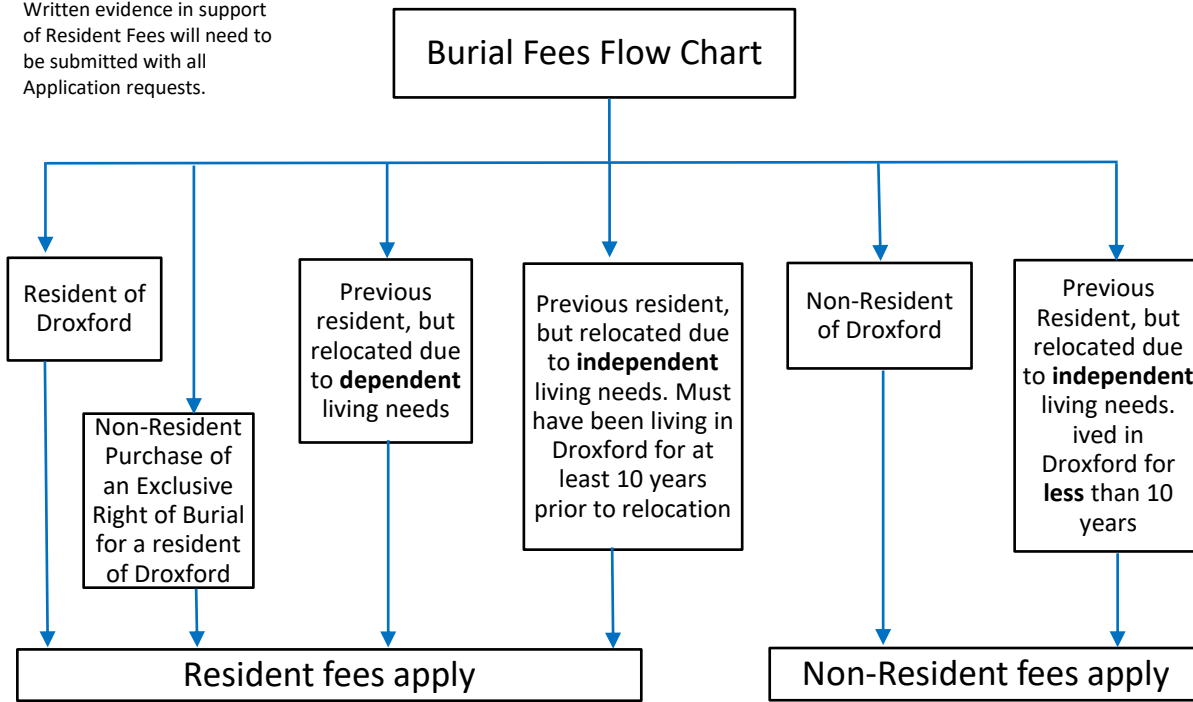 Written evidence in support
of Resident Fees will need to
be submitted with all
Application requests.
Burial Fees Flow Chart
Resident of
Droxford
Non-Resident
Purchase of
an Exclusive
Right of Burial
for a resident
of Droxford
Previous
resident, but
relocated due
to dependent
living needs
Previous resident,
but relocated due
to independent
living needs. Must
have been living in
Droxford for at
least 10 years
prior to relocation
Non-Resident
of Droxford
Previous
Resident, but
relocated due
to independent
living needs.
ived in
Droxford for
less than 10
years
Resident fees apply
Non-Resident fees apply